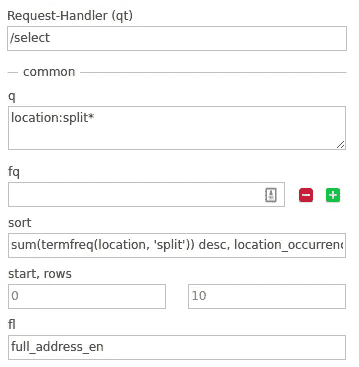 Request-Handler (qt)
/select
common
q
location:split*
fq
sort
sum(termfreq(location, 'split')) desc, location_occurrenc
start, rows
0
10
fl
full_address_en